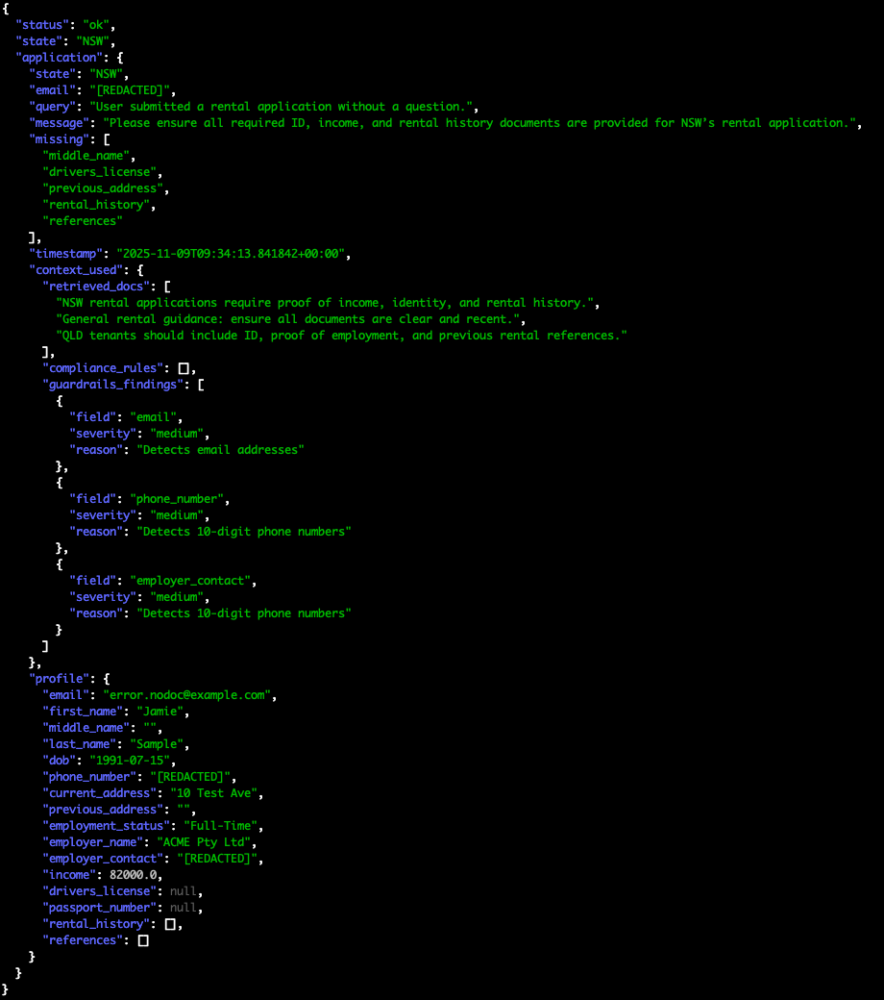 {
  "status": "ok",
  "state": "NSW",
  "application": {
    "state": "NSW",
    "email": "[REDACTED]",
    "query": "User submitted a rental application without a question.",
    "message": "Please ensure all required ID, income, and rental history documents are provided for NSW’s rental application.",
    "missing": [
      "middle_name",
      "drivers_license",
      "previous_address",
      "rental_history",
      "references"
    ],
    "timestamp": "2025-11-09T09:34:13.841842+00:00",
    "context_used": {
      "retrieved_docs": [
        "NSW rental applications require proof of income, identity, and rental history.",
        "General rental guidance: ensure all documents are clear and recent.",
        "QLD tenants should include ID, proof of employment, and previous rental references."
      ],
      "compliance_rules": [],
      "guardrails_findings": [
        {
          "field": "email",
          "severity": "medium",
          "reason": "Detects email addresses"
        },
        {
          "field": "phone_number",
          "severity": "medium",
          "reason": "Detects 10-digit phone numbers"
        },
        {
          "field": "employer_contact",
          "severity": "medium",
          "reason": "Detects 10-digit phone numbers"
        }
      ]
    },
    "profile": {
      "email": "error.nodoc@example.com",
      "first_name": "Jamie",
      "middle_name": "",
      "last_name": "Sample",
      "dob": "1991-07-15",
      "phone_number": "[REDACTED]",
      "current_address": "10 Test Ave",
      "previous_address": "",
      "employment_status": "Full-Time",
      "employer_name": "ACME Pty Ltd",
      "employer_contact": "[REDACTED]",
      "income": 82000.0,
      "drivers_license": null,
      "passport_number": null,
      "rental_history": [],
      "references": []
    }
  }
}